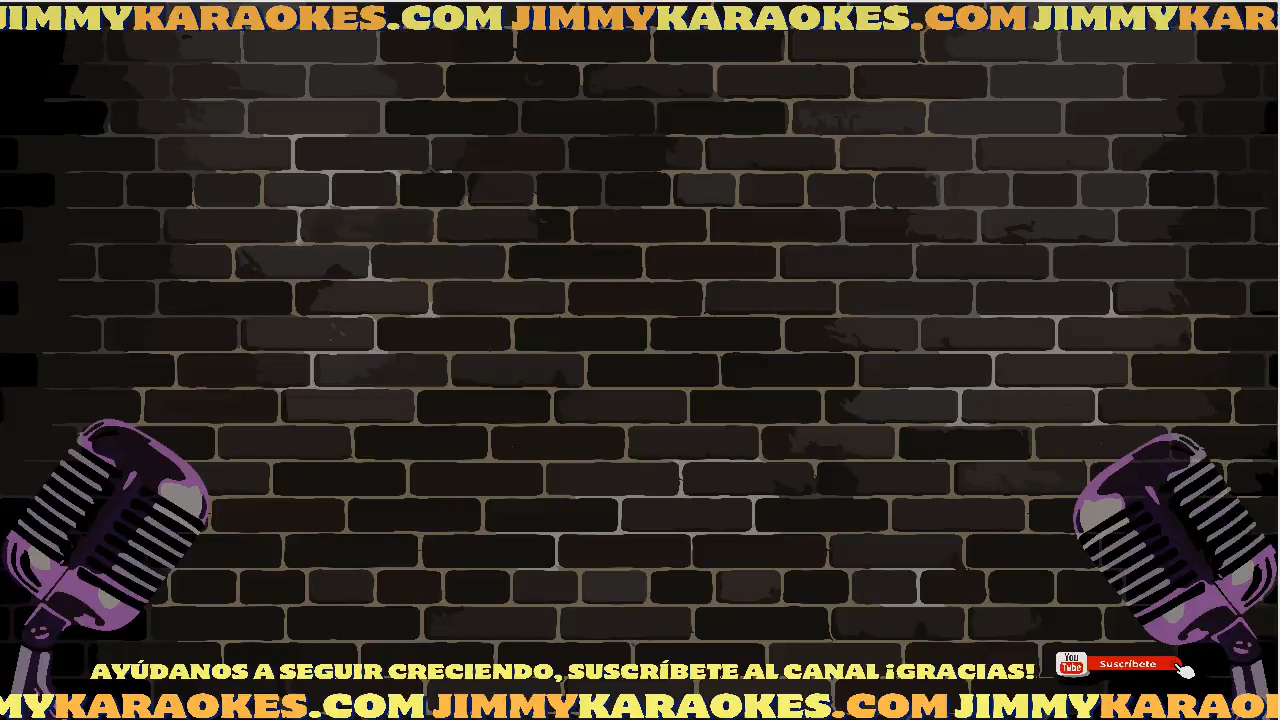 JIMMYKARAOKES.COM JIMMYKARAOKES.COM JIMMYKAR
AYÚDANOS A SEGUIR CRECIENDO, SUSCRÍBETE AL CANAL ¡GRACIAS!
You Tube
Suscríbete
MYKARAOKES.COM JIMMYKARAOKES.COM JIMMYKARAO